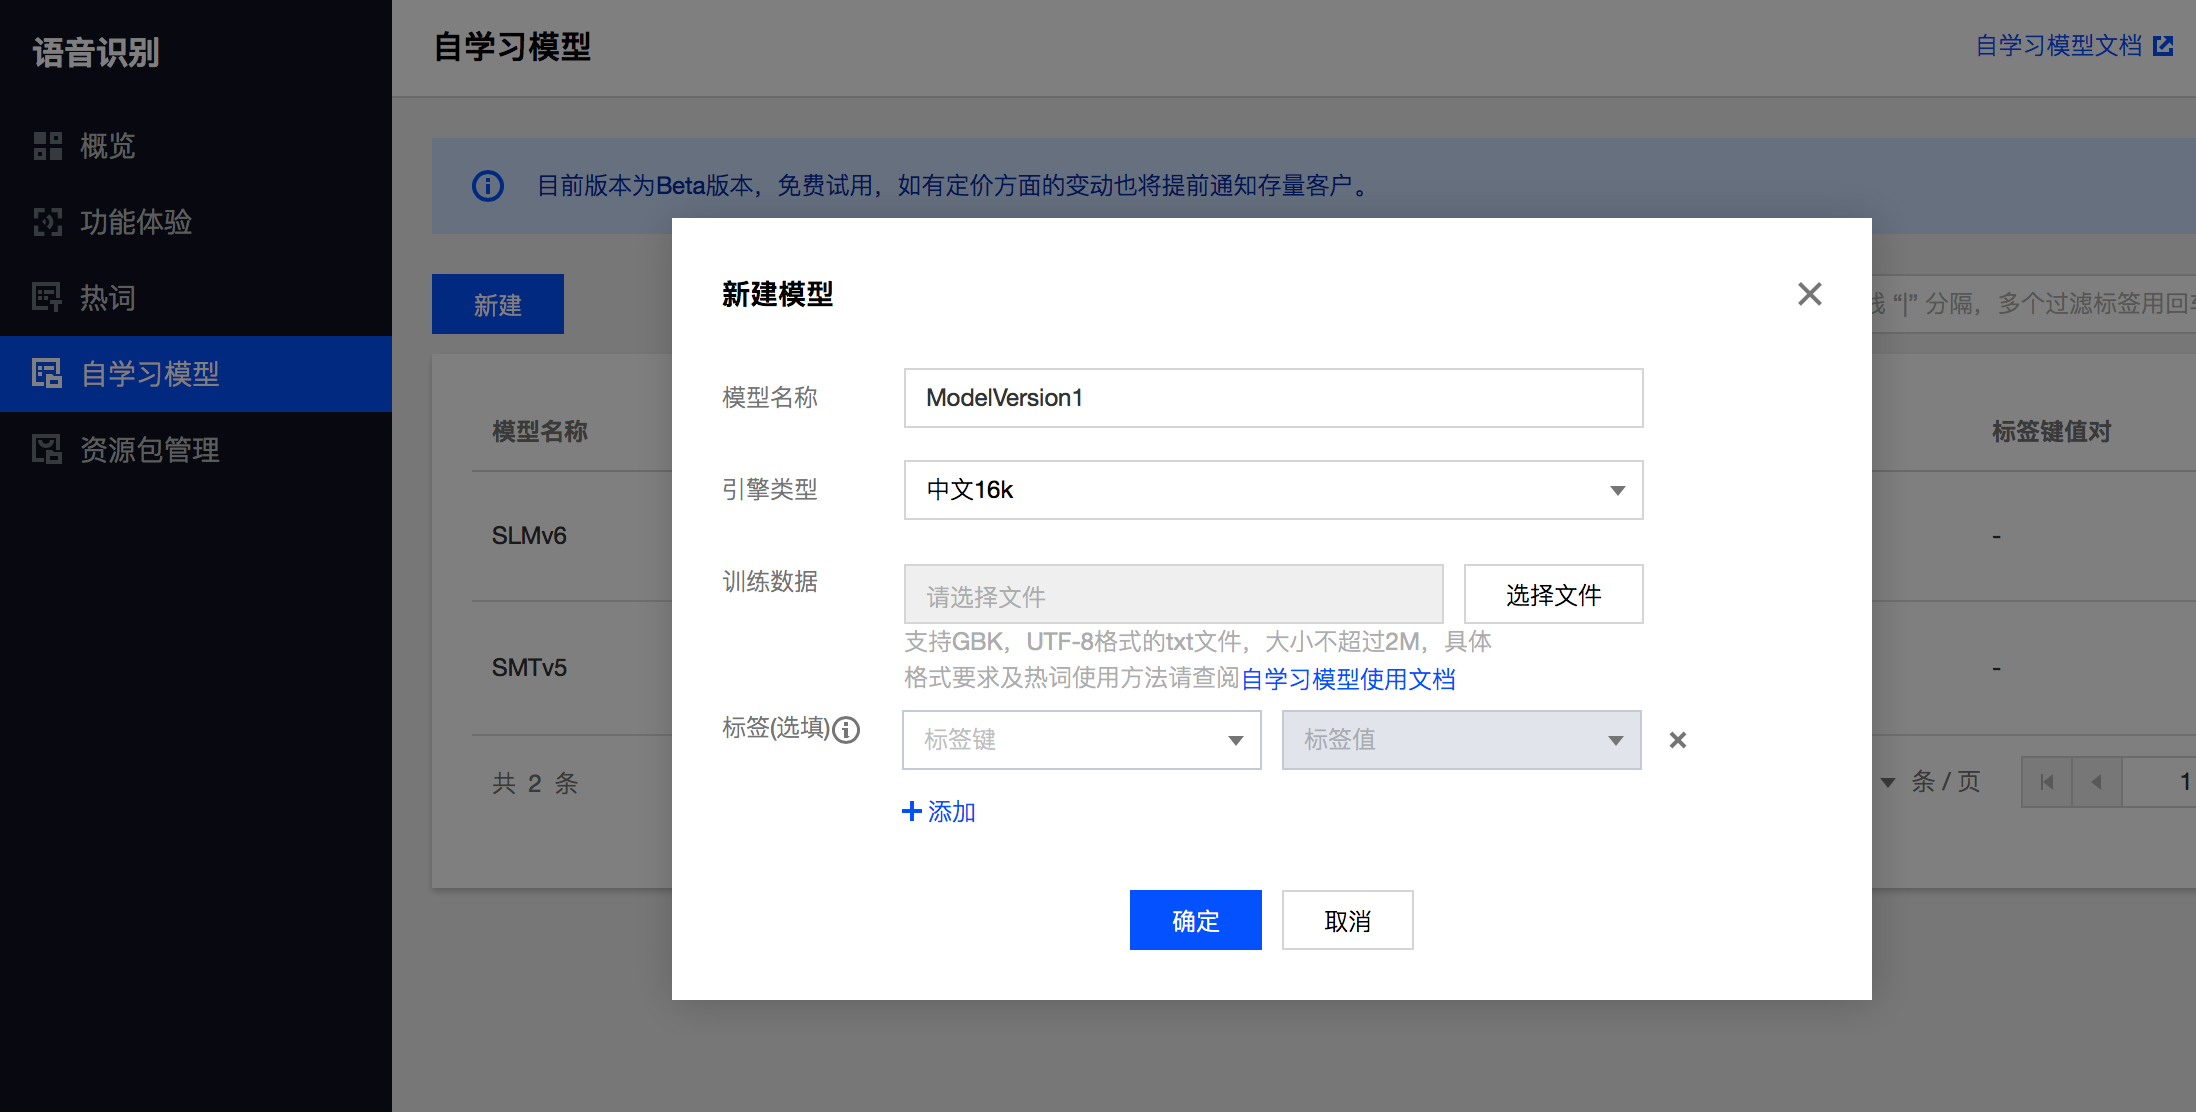 语音识别
概览
功能体验
热词
自学习模型
资源包管理
自学习模型
自学习模型文档
目前版本为Beta版本，免费试用，如有定价方面的变动也将提前通知存量客户。
新建
“|” 分隔，多个过滤标签用回
模型名称
标签键值对
SLMv6
-
SMTv5
-
共 2 条
条 / 页
1
新建模型
模型名称
ModelVersion1
引擎类型
中文16k
训练数据
请选择文件
选择文件
支持GBK，UTF-8格式的txt文件，大小不超过2M，具体
格式要求及热词使用方法请查阅自学习模型使用文档
标签(选填)
标签键
标签值
添加
确定
取消